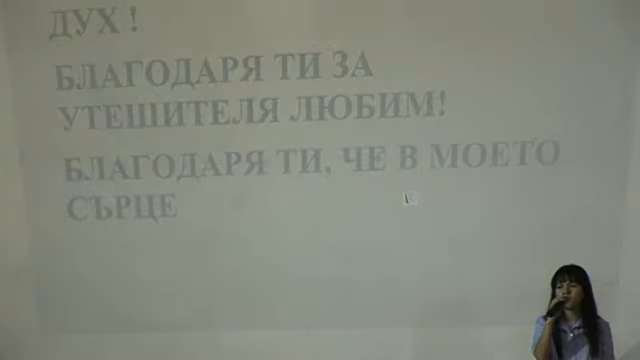 ДУХ !
БЛАГОДАРЯ ТИ ЗА
УТЕШИТЕЛЯ ЛЮБИМ!
БЛАГОДАРЯ ТИ, ЧЕ В МОЕТО
СЪРЦЕ